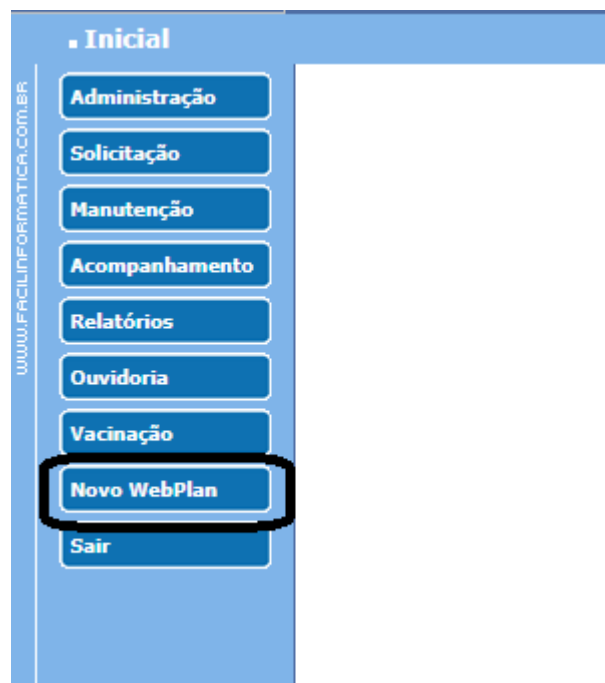 . Inicial
WWW.FACILINFORMATICA.COM.BR
Administração
Solicitação
Manutenção
Acompanhamento
Relatórios
Ouvidoria
Vacinação
Novo WebPlan
Sair